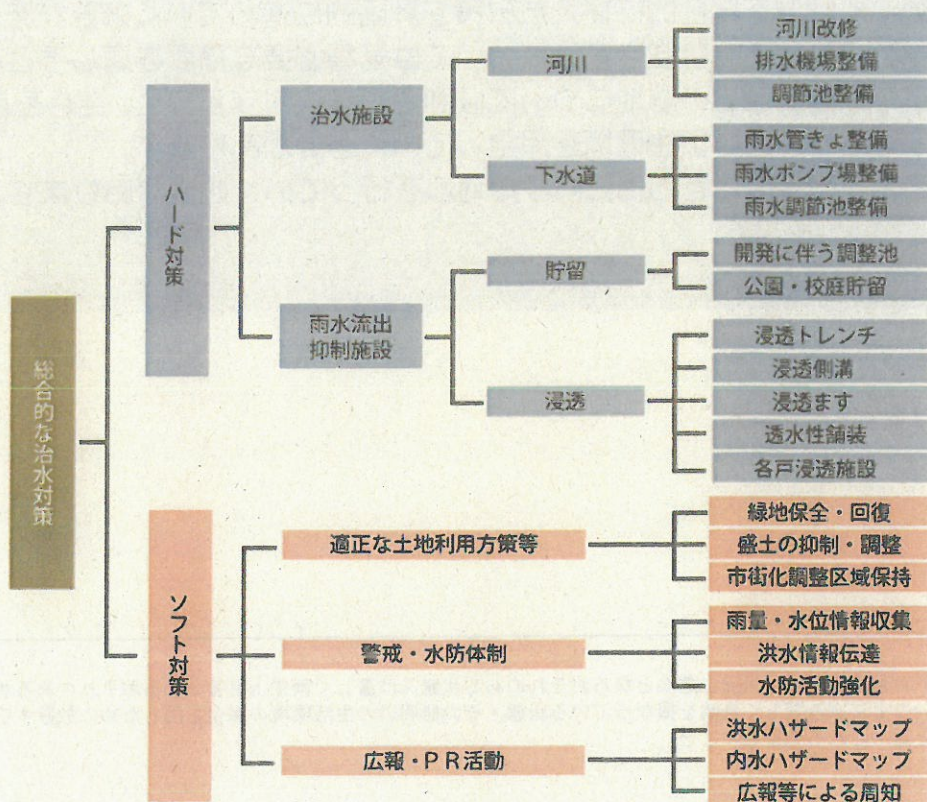 総合的な治水対策
ハード対策
治水施設
河川
河川改修
排水機場整備
調節池整備
下水道
雨水管きょ整備
雨水ポンプ場整備
雨水調節池整備
雨水流出
抑制施設
貯留
開発に伴う調整池
公園・校庭貯留
浸透
浸透トレンチ
浸透側溝
浸透ます
透水性舗装
各戸浸透施設
ソフト対策
適正な土地利用方策等
緑地保全・回復
盛土の抑制・調整
市街化調整区域保持
警戒・水防体制
雨量・水位情報収集
洪水情報伝達
水防活動強化
広報・PR活動
洪水ハザードマップ
内水ハザードマップ
広報等による周知